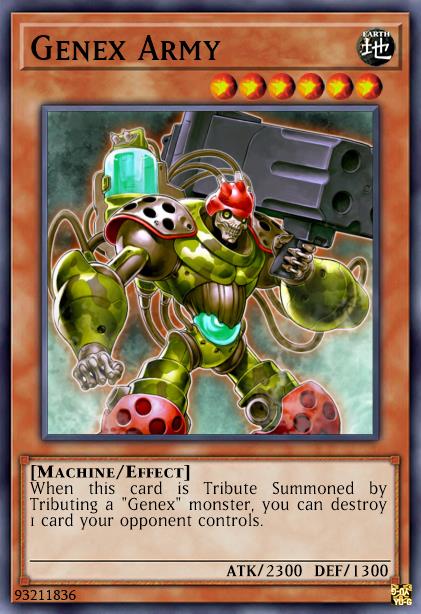 Genex Army
EARTH
地
[Machine/Effect]
When this card is Tribute Summoned by
Tributing a "Genex" monster, you can destroy
1 card your opponent controls.
ATK/2300 DEF/1300
93211836